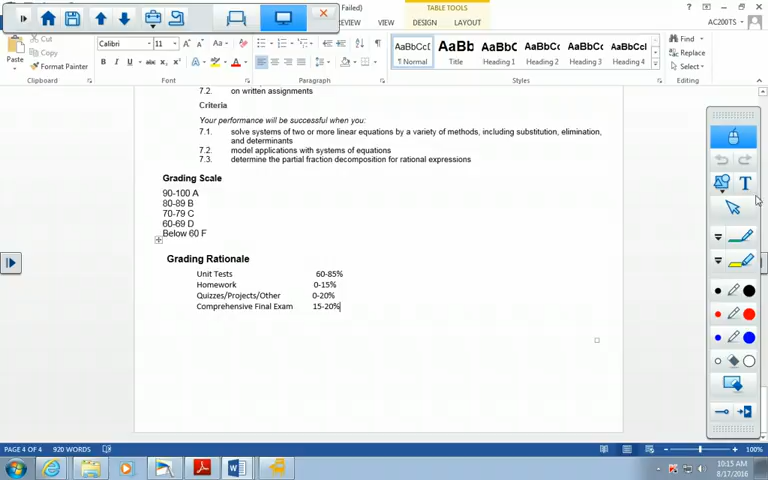 TABLE TOOLS
Failed)
REVIEW VIEW DESIGN LAYOUT AC200TS
Cut
Copy
Format Painter
Paste
Calibri 11
AaBbCcDc AaBb AaBbCc AaBbCcD AaBbCcD AaBbCcI
¶ Normal Title Heading 1 Heading 2 Heading 3 Heading 4
Find
Replace
Select
Clipboard Font Paragraph Styles Editing
7.2. on written assignments
Criteria
Your performance will be successful when you:
7.1. solve systems of two or more linear equations by a variety of methods, including substitution, elimination,
and determinants
7.2. model applications with systems of equations
7.3. determine the partial fraction decomposition for rational expressions
Grading Scale
90-100 A
80-89 B
70-79 C
60-69 D
Below 60 F
Grading Rationale
Unit Tests 60-85%
Homework 0-15%
Quizzes/Projects/Other 0-20%
Comprehensive Final Exam 15-20%
PAGE 4 OF 4 920 WORDS 100%
10:15 AM
8/17/2016